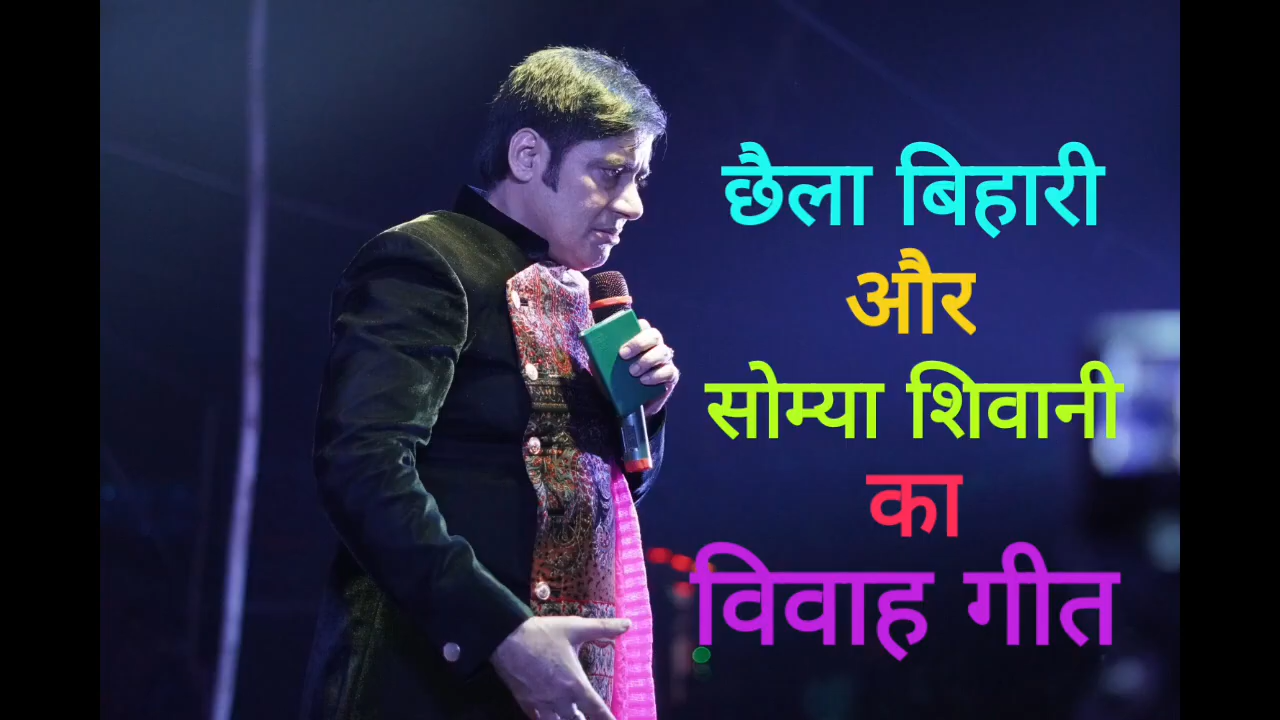 छैला बिहारी
और
सोम्या शिवानी
का
विवाह गीत